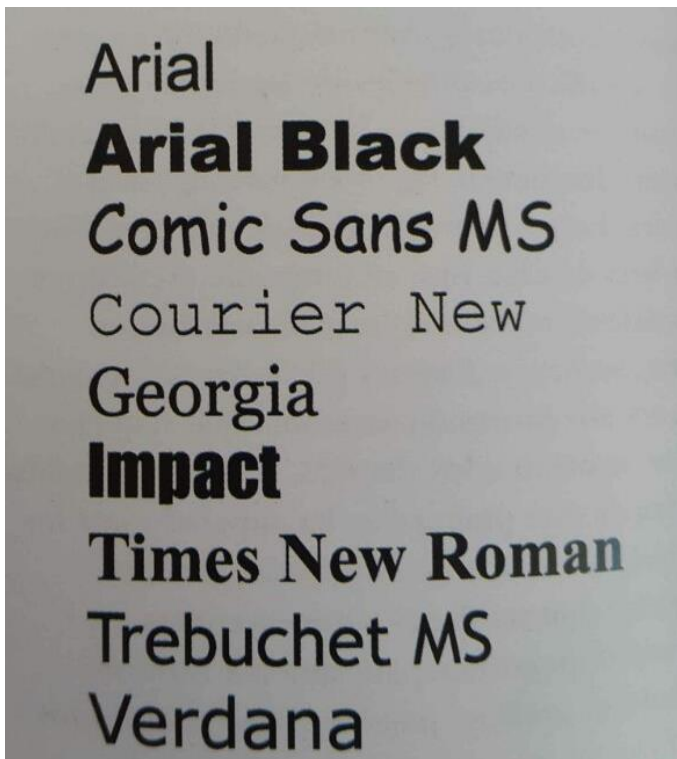 Arial
Arial Black
Comic Sans MS
Courier New
Georgia
Impact
Times New Roman
Trebuchet MS
Verdana